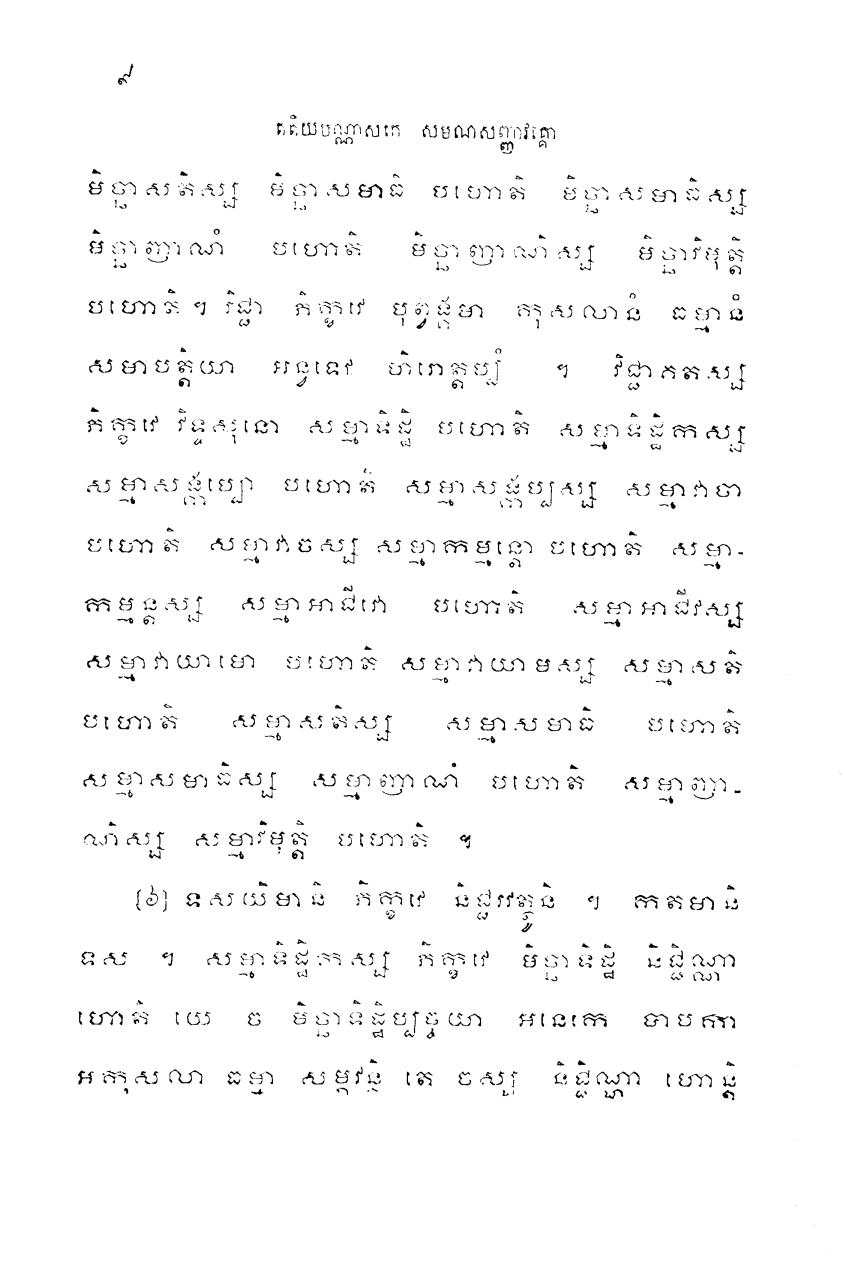 ៩
តតិយបណ្ណាសកេ សមណសញ្ញាវគ្គោ
មិច្ឆាសតិស្ស មិច្ឆាសមាធិ បហោតិ មិច្ឆាសមាធិស្ស
មិច្ឆាញាណំ បហោតិ មិច្ឆាញាណិស្ស មិច្ឆាវិមុត្តិ
បហោតិ។ វិជ្ជា ភិក្ខវេ បុព្វង្គមា កុសលានំ ធម្មានំ
សមាបត្តិយា អន្វទេវ ហិរោត្តប្បំ ។ វិជ្ជាគតស្ស
ភិក្ខវេ វិទ្ទសុនោ សម្មាទិដ្ឋិ បហោតិ សម្មាទិដ្ឋិកស្ស
សម្មាសង្កប្បោ បហោតិ សម្មាសង្កប្បស្ស សម្មាវាចា
បហោតិ សម្មាវាចស្ស សម្មាកម្មន្តោ បហោតិ សម្មា-
កម្មន្តស្ស សម្មាអាជីវោ បហោតិ សម្មាអាជីវស្ស
សម្មាវាយាមោ បហោតិ សម្មាវាយាមស្ស សម្មាសតិ
បហោតិ សម្មាសតិស្ស សម្មាសមាធិ បហោតិ
សម្មាសមាធិស្ស សម្មាញាណំ បហោតិ សម្មាញា-
ណិស្ស សម្មាវិមុត្តិ បហោតិ ។
[៦] ទសយិមានិ ភិក្ខវេ និជ្ជរវត្ថូនិ ។ កតមានិ
ទស ។ សម្មាទិដ្ឋិកស្ស ភិក្ខវេ មិច្ឆាទិដ្ឋិ និជ្ជិណ្ណា
ហោតិ យេ ច មិច្ឆាទិដ្ឋិប្បច្ចយា អនេកេ បាបកា
អកុសលា ធម្មា សម្ភវន្តិ តេ ចស្ស និជ្ជិណ្ណា ហោន្តិ